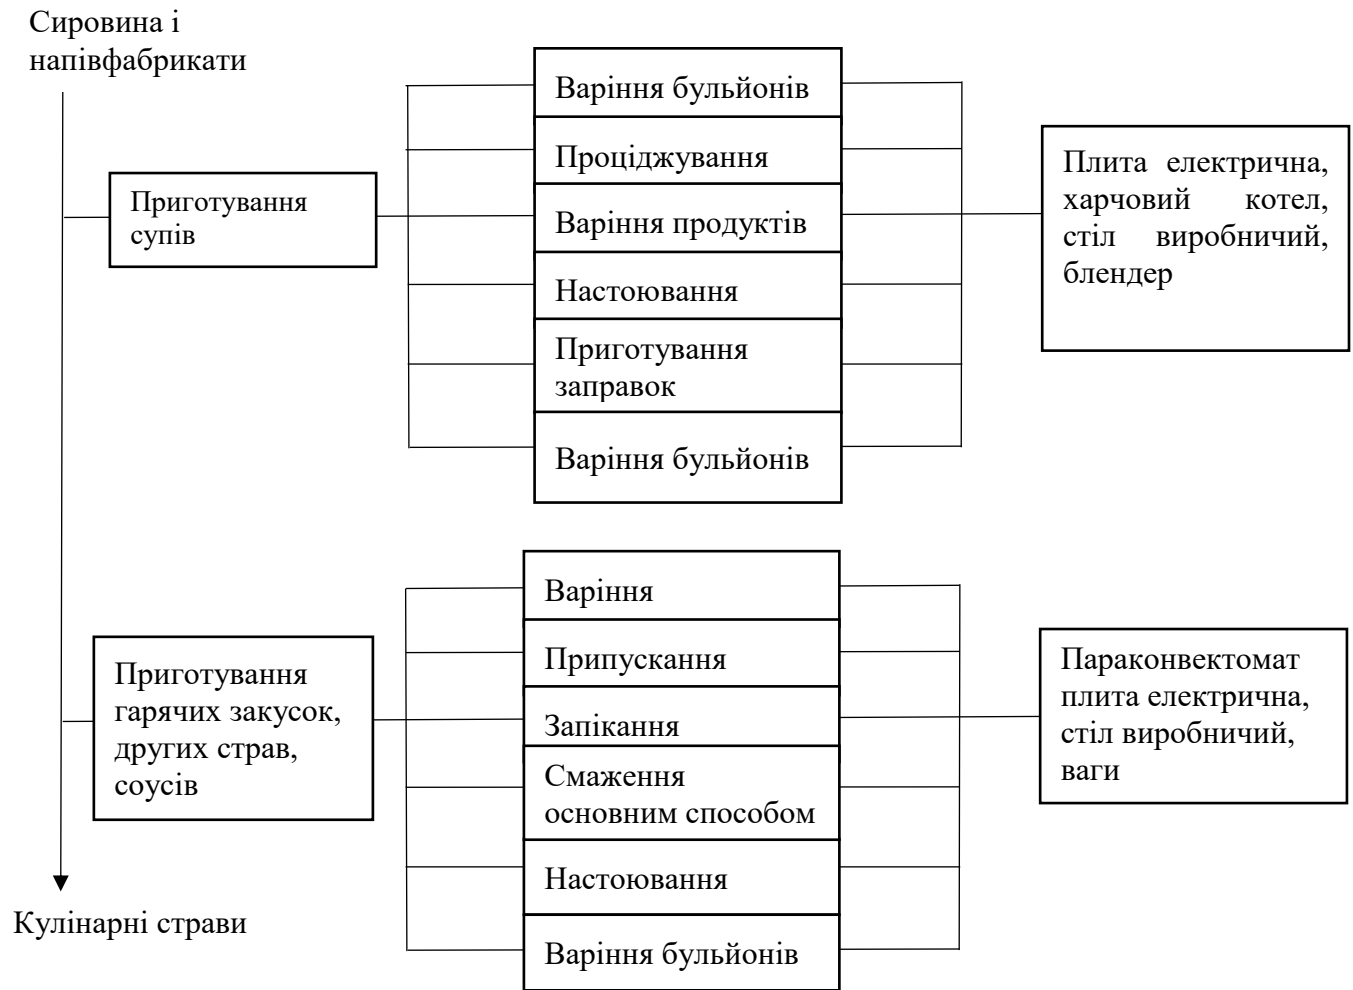 Сировина і
напівфабрикати
Приготування
супів
Варіння бульйонів
Проціджування
Варіння продуктів
Настоювання
Приготування
заправок
Варіння бульйонів
Плита електрична,
харчовий котел,
стіл виробничий,
блендер
Приготування
гарячих закусок,
других страв,
соусів
Варіння
Припускання
Запікання
Смаження
основним способом
Настоювання
Варіння бульйонів
Параконвектомат
плита електрична,
стіл виробничий,
ваги
Кулінарні страви